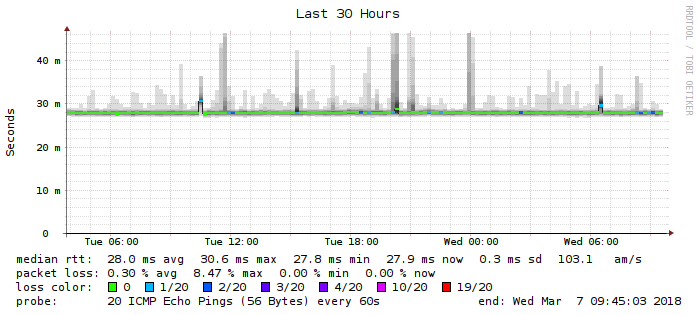 Last 30 Hours
RRDTOOL / TOBI OETIKER
Seconds
40 m
30 m
20 m
10 m
0
Tue 06:00 Tue 12:00 Tue 18:00 Wed 00:00 Wed 06:00
median rtt: 28.0 ms avg 30.6 ms max 27.8 ms min 27.9 ms now 0.3 ms sd 103.1 am/s
packet loss: 0.30 % avg 8.47 % max 0.00 % min 0.00 % now
loss color: 0 1/20 2/20 3/20 4/20 10/20 19/20
probe: 20 ICMP Echo Pings (56 Bytes) every 60s end: Wed Mar 7 09:45:03 2018